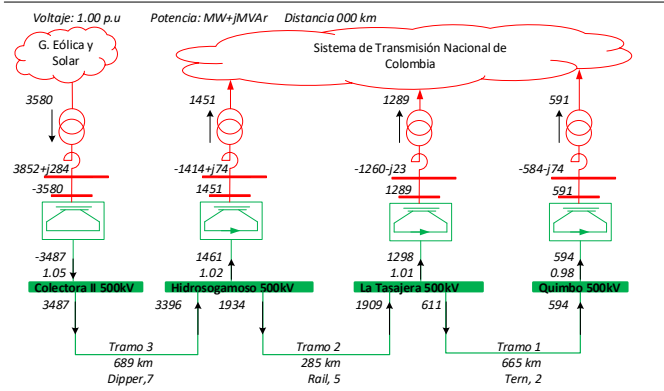 Voltaje: 1.00 p.u Potencia: MW+jMVAr Distancia 000 km
G. Eólica y
Solar
Sistema de Transmisión Nacional de
Colombia
3580 1451 1289 591
3852+j284 -1414+j74 -1260-j23 -584-j74
-3580 1451 1289 591
-3487 1461 1298 594
1.05 1.02 1.01 0.98
Colectora II 500kV Hidrosogamoso 500kV La Tasajera 500kV Quimbo 500kV
3487 3396 1934 1909 611 594
Tramo 3 Tramo 2 Tramo 1
689 km 285 km 665 km
Dipper,7 Rail, 5 Tern, 2